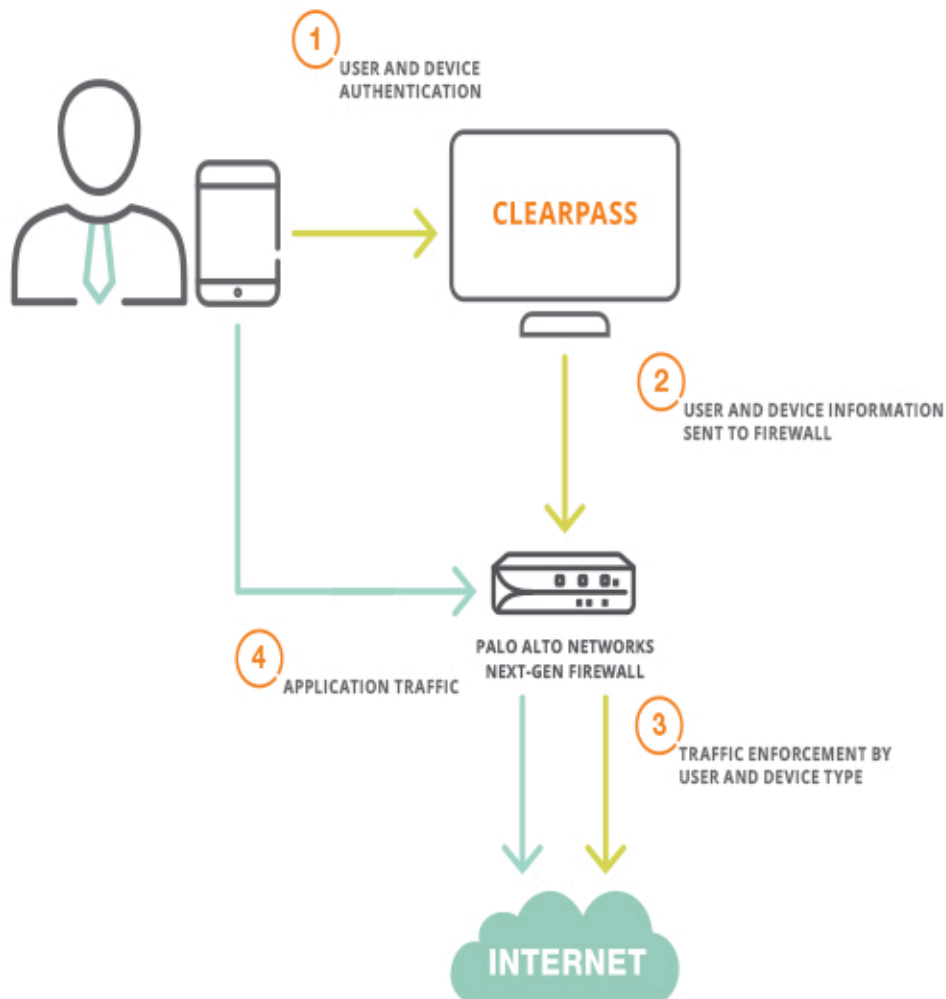 1
USER AND DEVICE
AUTHENTICATION
CLEARPASS
2
USER AND DEVICE INFORMATION
SENT TO FIREWALL
PALO ALTO NETWORKS
NEXT-GEN FIREWALL
4
APPLICATION TRAFFIC
3
TRAFFIC ENFORCEMENT BY
USER AND DEVICE TYPE
INTERNET